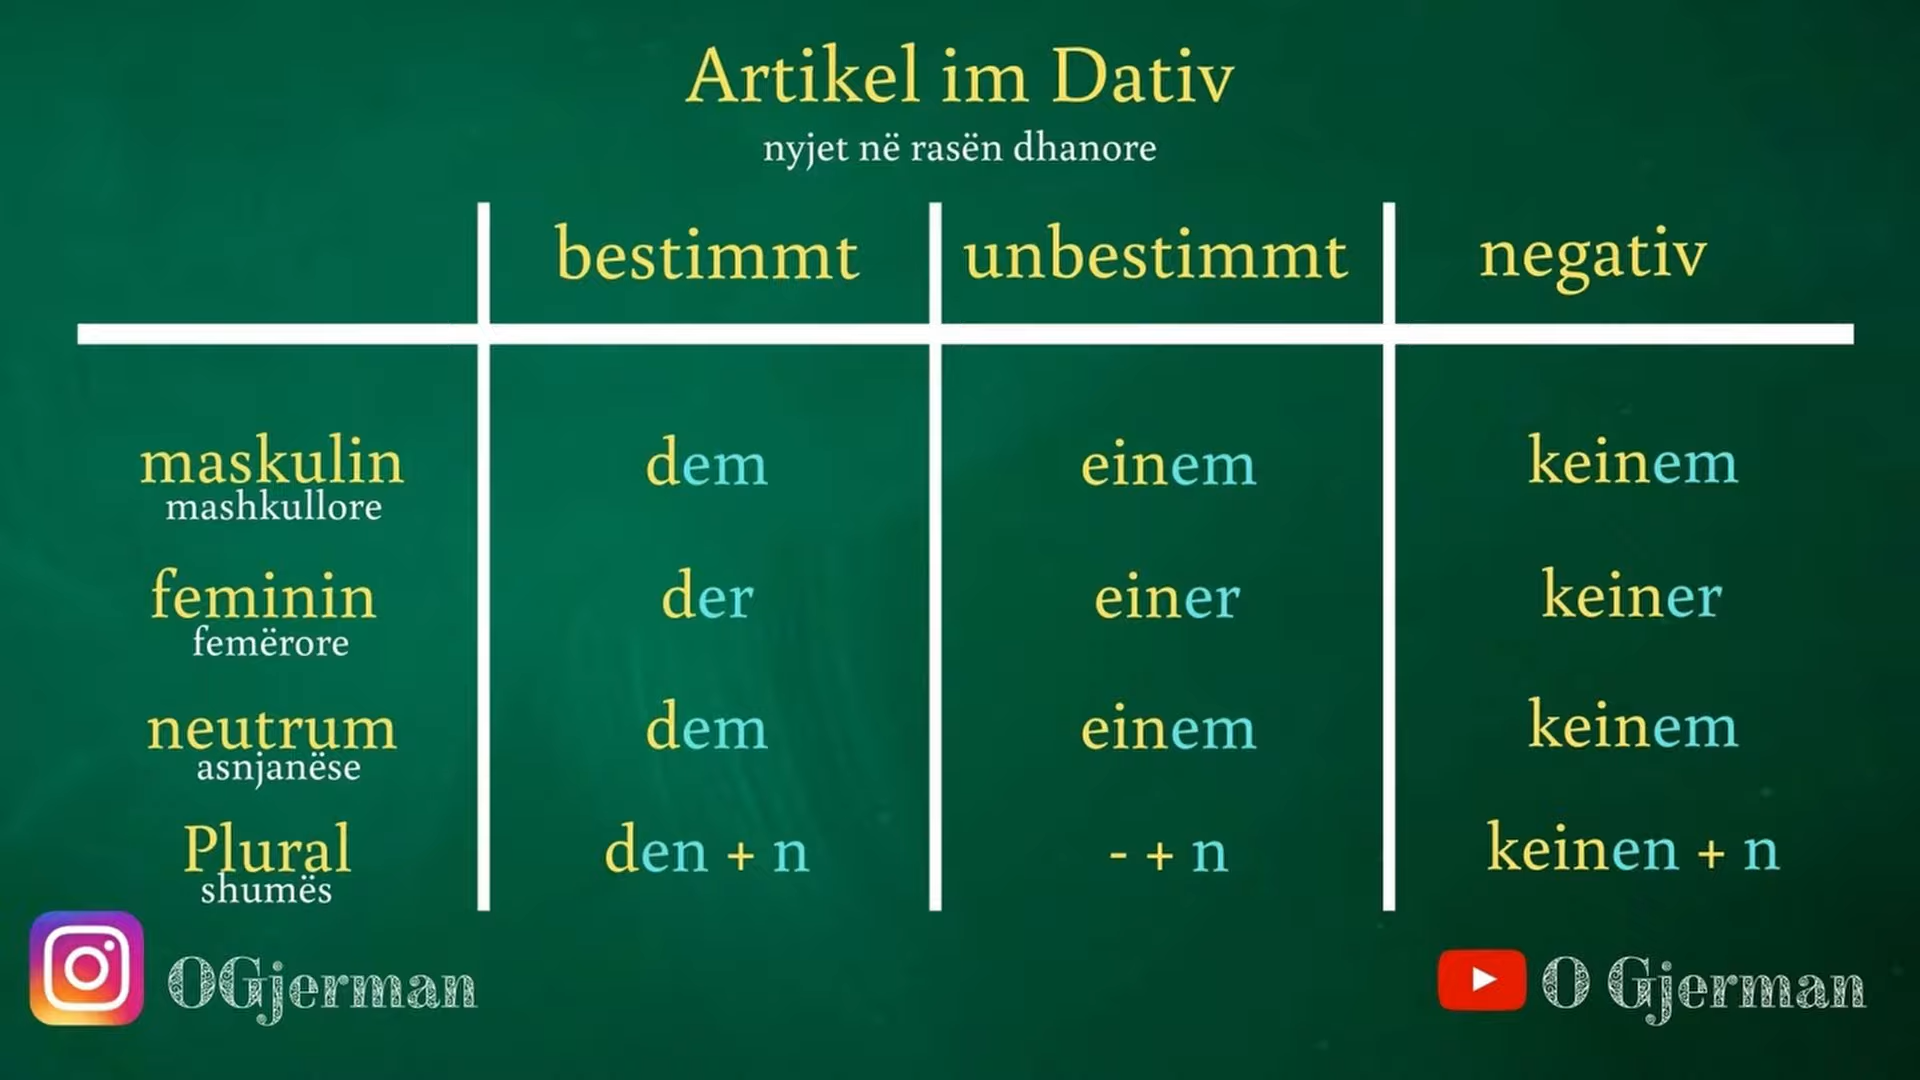 Artikel im Dativ
nyjet në rasën dhanore
bestimmt unbestimmt negativ
maskulin dem einem keinem
mashkullore
feminin der einer keiner
femërore
neutrum dem einem keinem
asnjanëse
Plural den + n - + n keinen + n
shumës
OGjerman O Gjerman